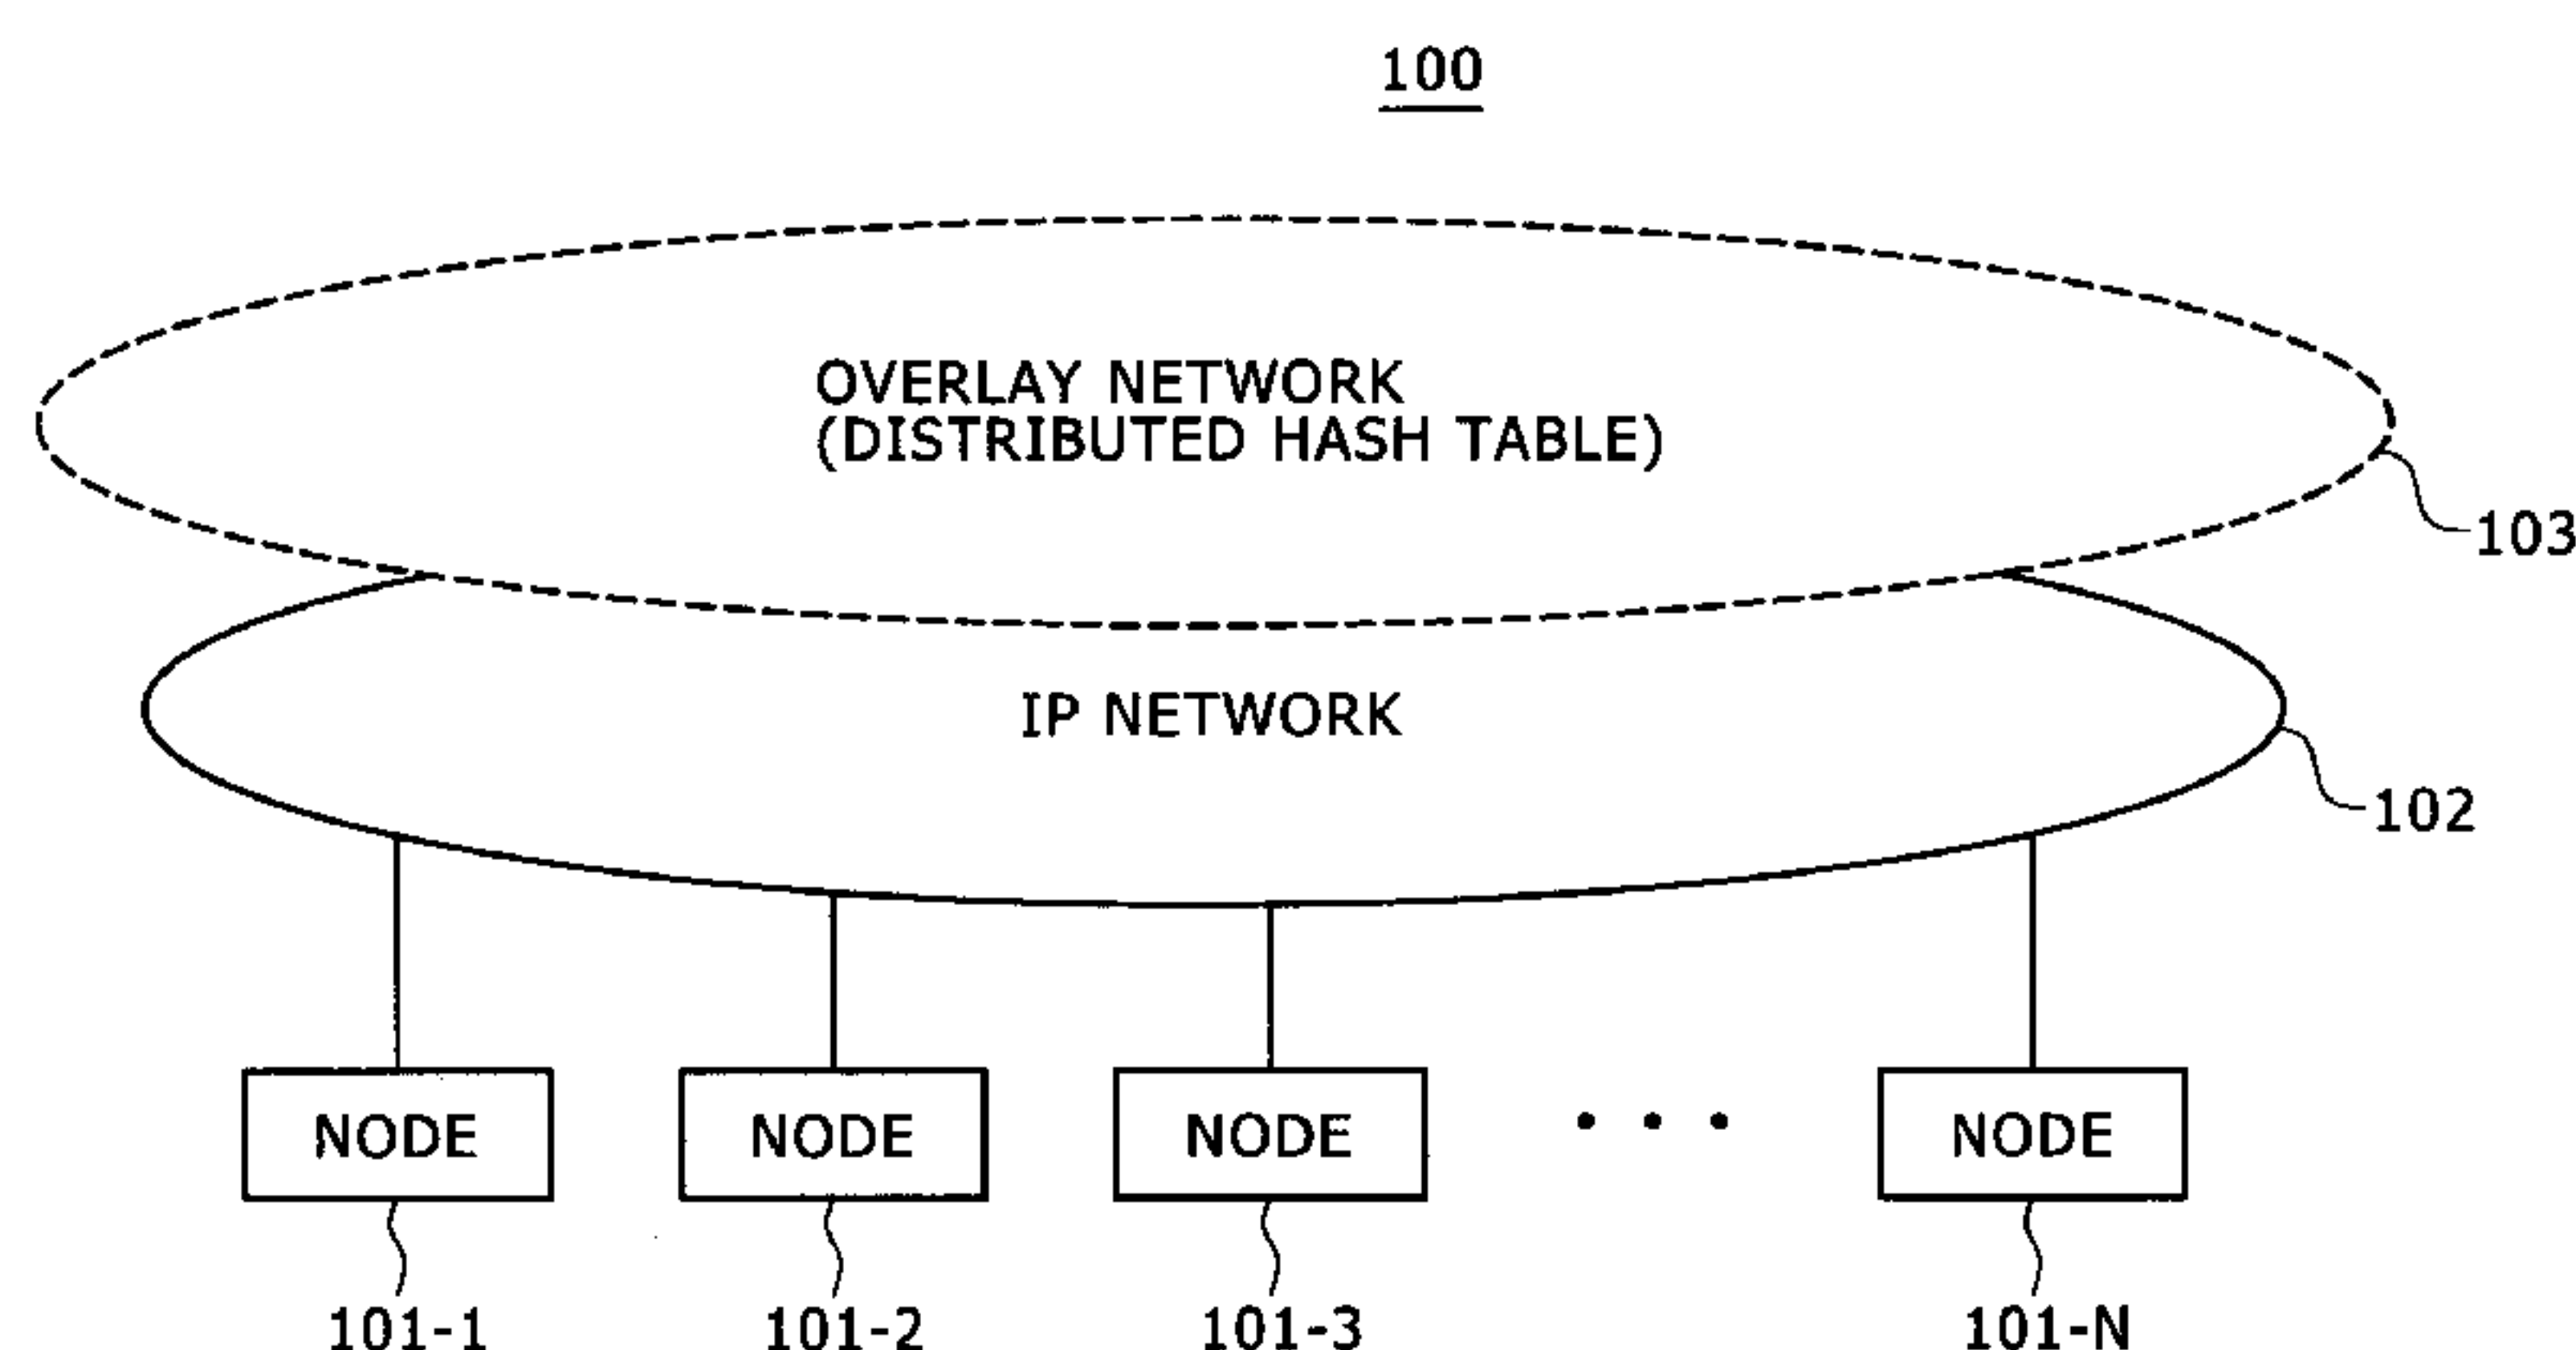 100
OVERLAY NETWORK
(DISTRIBUTED HASH TABLE)
103
IP NETWORK
102
NODE NODE NODE • • • NODE
101-1 101-2 101-3 101-N